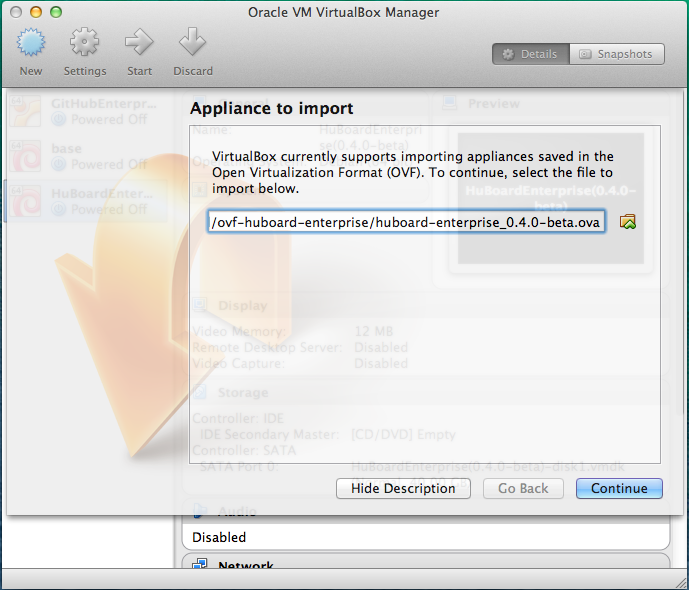 Oracle VM VirtualBox Manager
New
Settings
Start
Discard
Details
Snapshots
GitHubEnterpr...
Powered Off
base
Powered Off
HuBoardEnter...
Powered Off
Appliance to import
General
Preview
Name:
HuBoardEnterpri
se(0.4.0-beta)
VirtualBox currently supports importing appliances saved in the
Open Virtualization Format (OVF). To continue, select the file to
import below.
HuBoardEnterprise(0.4.0-
beta)
/ovf-huboard-enterprise/huboard-enterprise_0.4.0-beta.ova
Display
Video Memory:
12 MB
Remote Desktop Server:
Disabled
Video Capture:
Disabled
Storage
Controller: IDE
IDE Secondary Master:
[CD/DVD] Empty
Controller: SATA
SATA Port 0:
HuBoardEnterprise(0.4.0-beta)-disk1.vmdk
Hide Description
Go Back
Continue
Audio
Disabled
Network